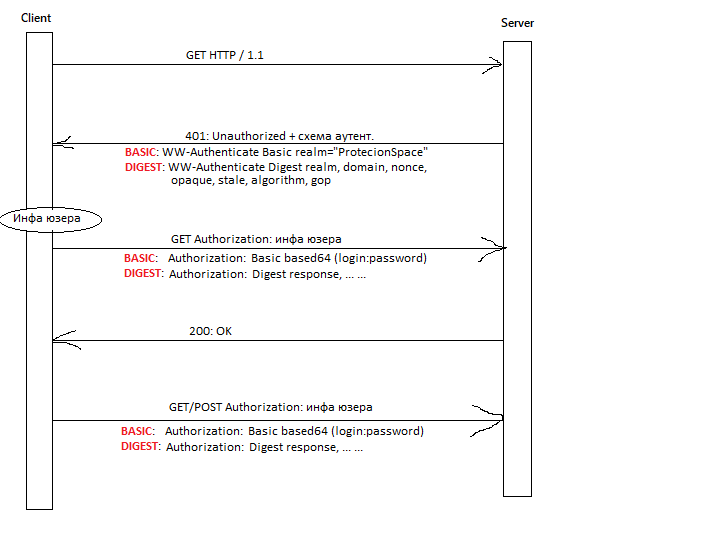 Client
Server
GET HTTP / 1.1
401: Unauthorized + схема аутент.
BASIC: WW-Authenticate Basic realm="ProtecionSpace"
DIGEST: WW-Authenticate Digest realm, domain, nonce,
opaque, stale, algorithm, gop
Инфа юзера
GET Authorization: инфа юзера
BASIC: Authorization: Basic based64 (login:password)
DIGEST: Authorization: Digest response, ... ...
200: OK
GET/POST Authorization: инфа юзера
BASIC: Authorization: Basic based64 (login:password)
DIGEST: Authorization: Digest response, ... ...